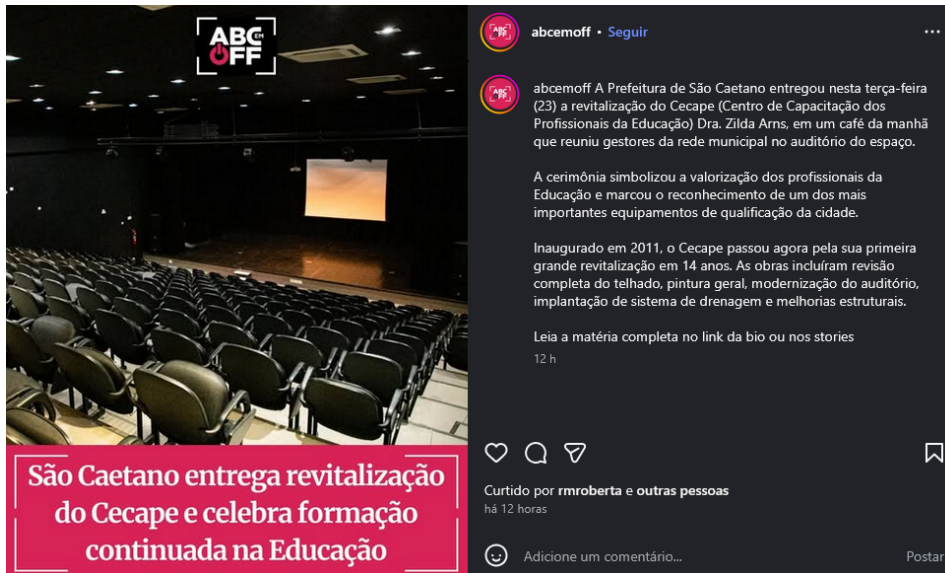 ABC EM
OFF
São Caetano entrega revitalização
do Cecape e celebra formação
continuada na Educação
abcemoff • Seguir
abcemoff A Prefeitura de São Caetano entregou nesta terça-feira
(23) a revitalização do Cecape (Centro de Capacitação dos
Profissionais da Educação) Dra. Zilda Arns, em um café da manhã
que reuniu gestores da rede municipal no auditório do espaço.
A cerimônia simbolizou a valorização dos profissionais da
Educação e marcou o reconhecimento de um dos mais
importantes equipamentos de qualificação da cidade.
Inaugurado em 2011, o Cecape passou agora pela sua primeira
grande revitalização em 14 anos. As obras incluíram revisão
completa do telhado, pintura geral, modernização do auditório,
implantação de sistema de drenagem e melhorias estruturais.
Leia a matéria completa no link da bio ou nos stories
12 h
Curtido por rmroberta e outras pessoas
há 12 horas
Adicione um comentário... Postar